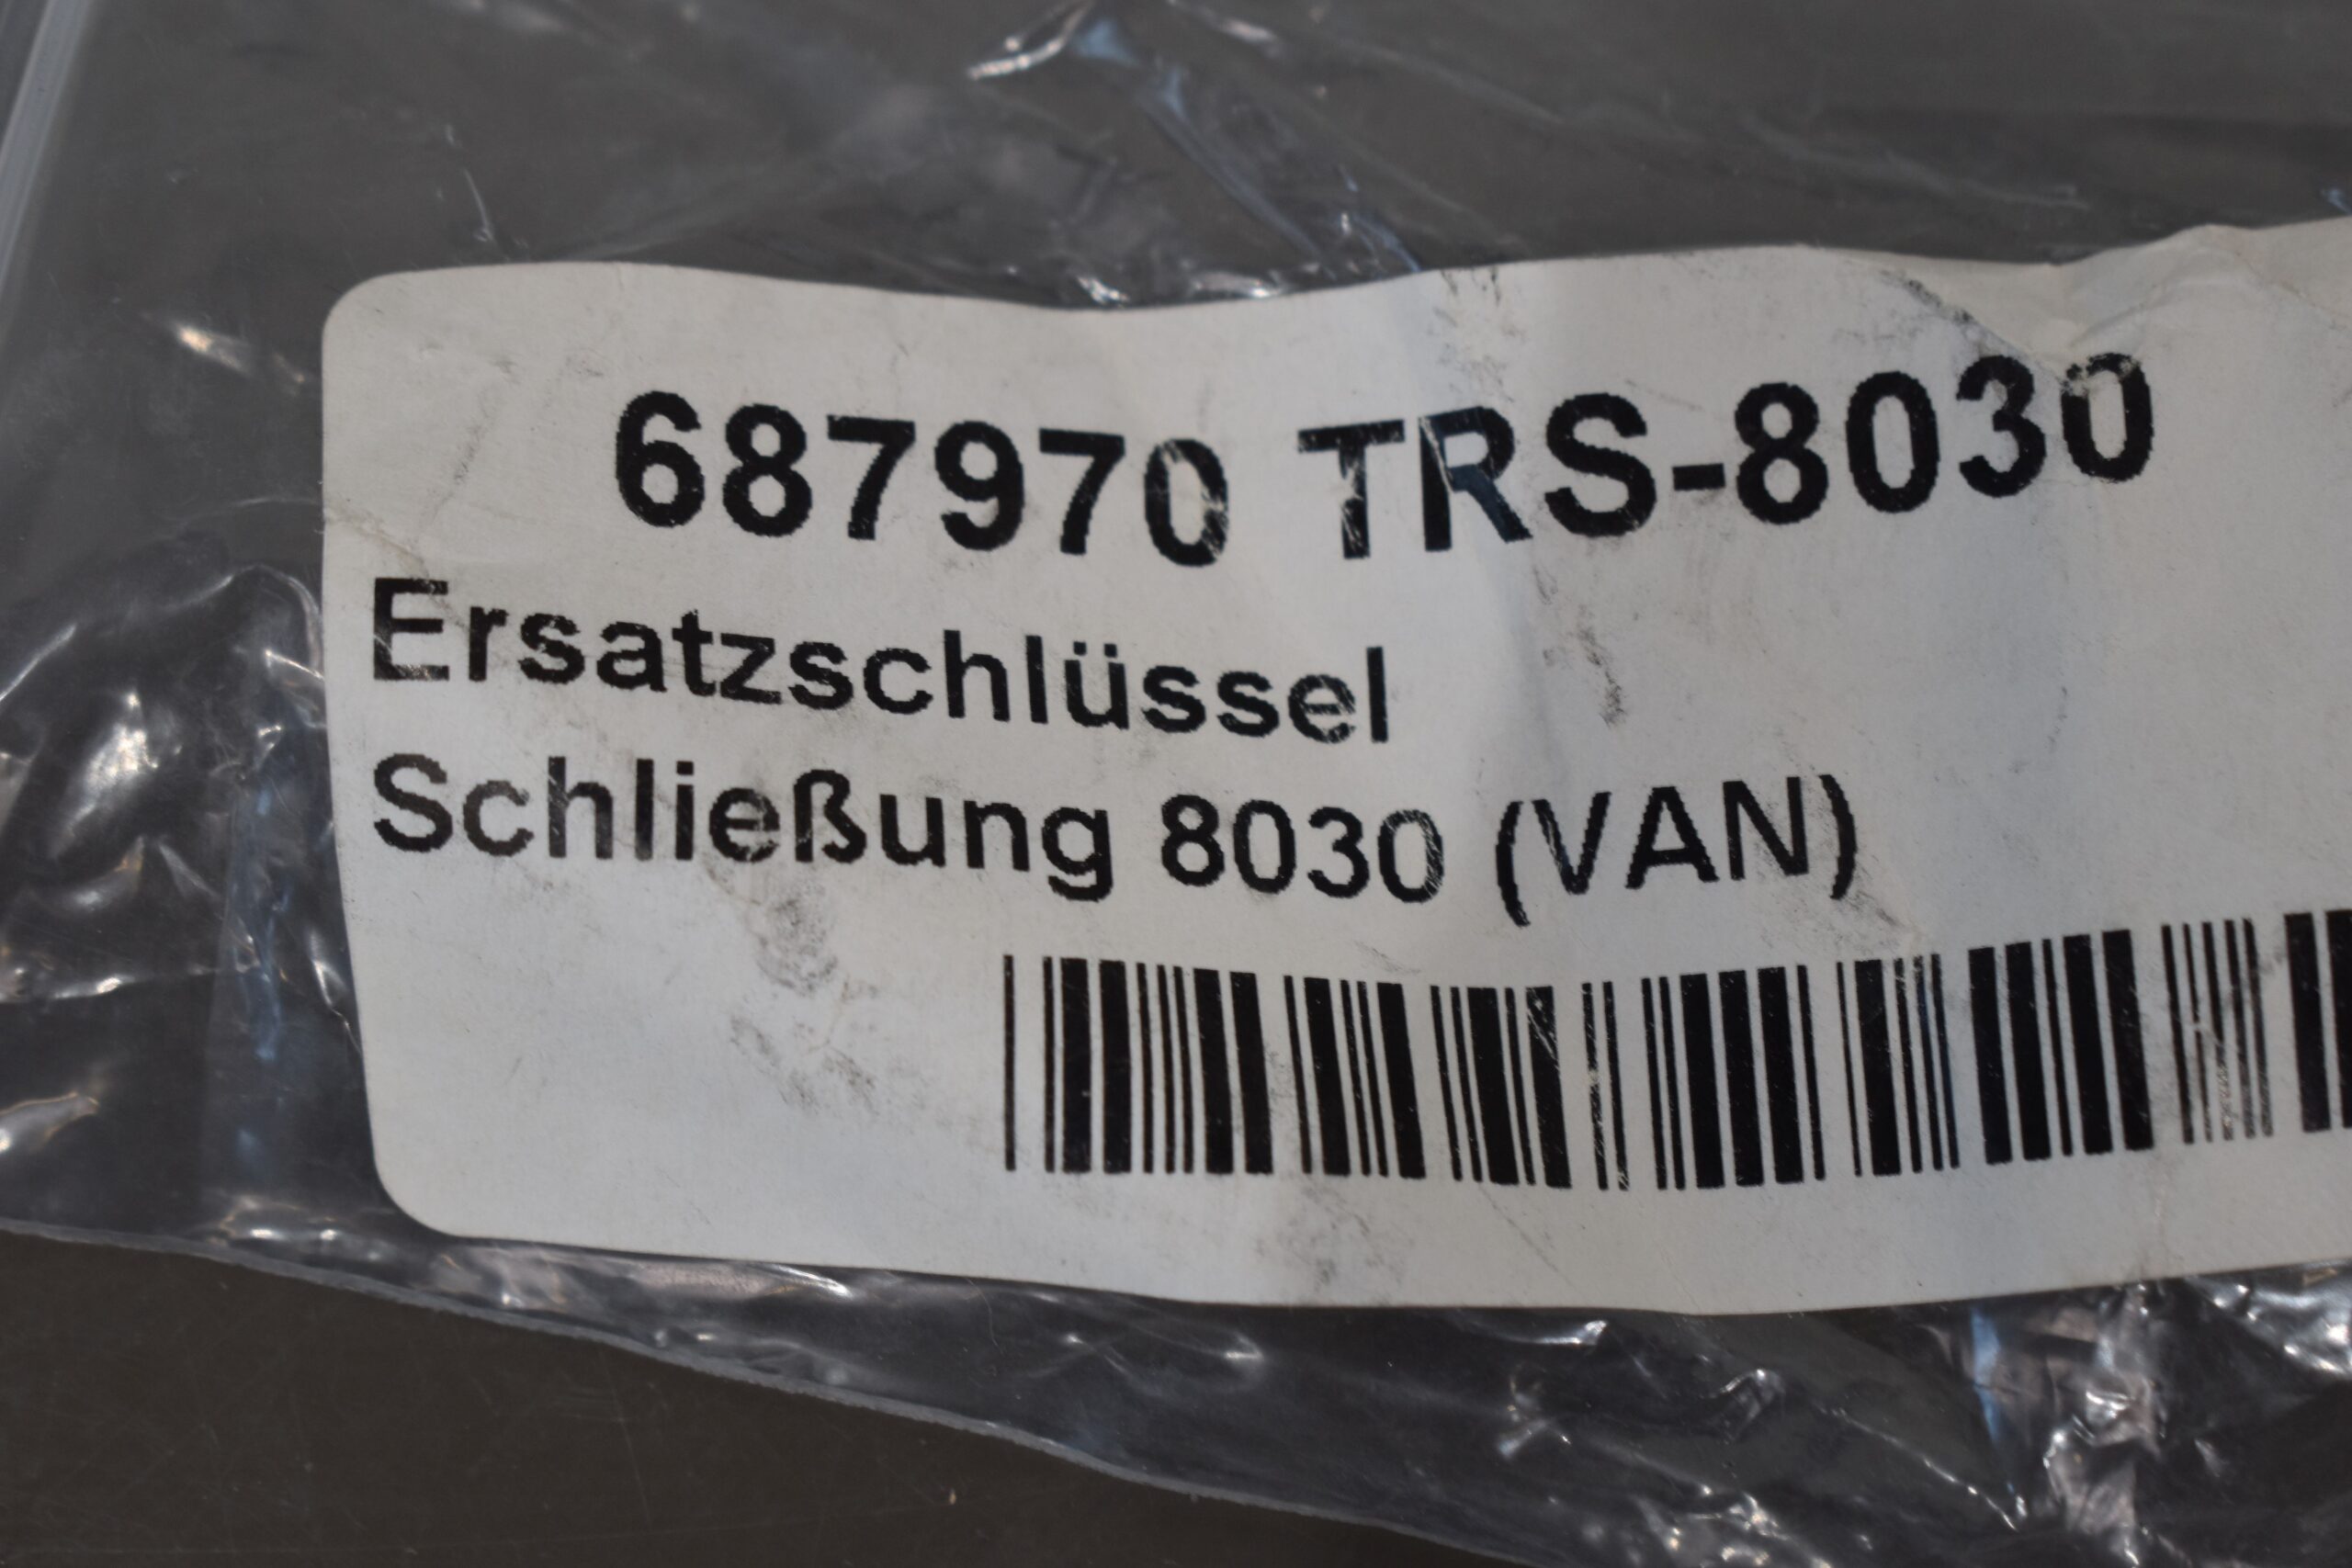 687970 TRS-8030
Ersatzschlüssel
Schließung 8030 (VAN)